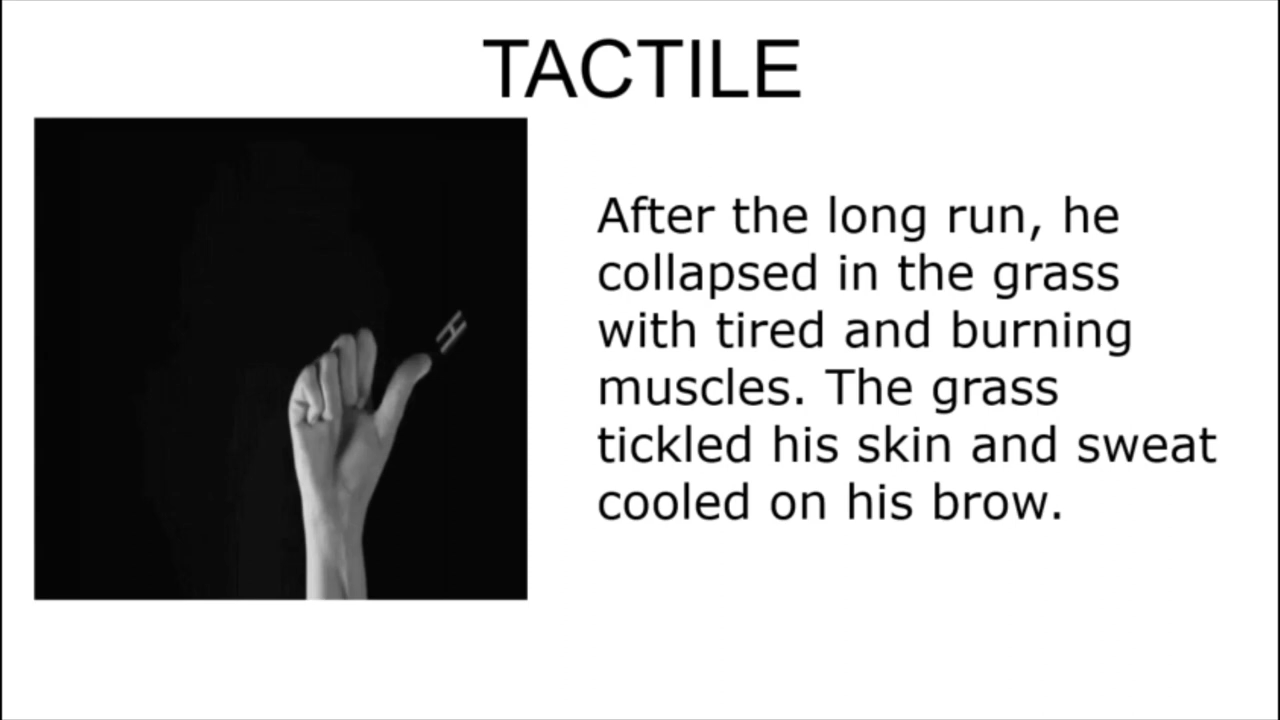 TACTILE
H
After the long run, he
collapsed in the grass
with tired and burning
muscles. The grass
tickled his skin and sweat
cooled on his brow.